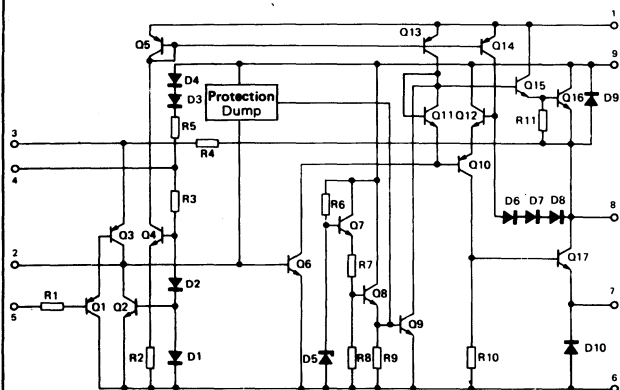 1
Q5
Q13
Q14
9
D4
D3
Protection
Dump
Q15
Q16
D9
R5
Q11
Q12
R11
3
R4
4
Q10
R3
R6
D6
D7
D8
8
Q3
Q4
Q7
2
Q6
Q17
R7
D2
7
R1
Q1
Q2
Q8
Q9
5
R2
D1
D5
R8
R9
R10
D10
6